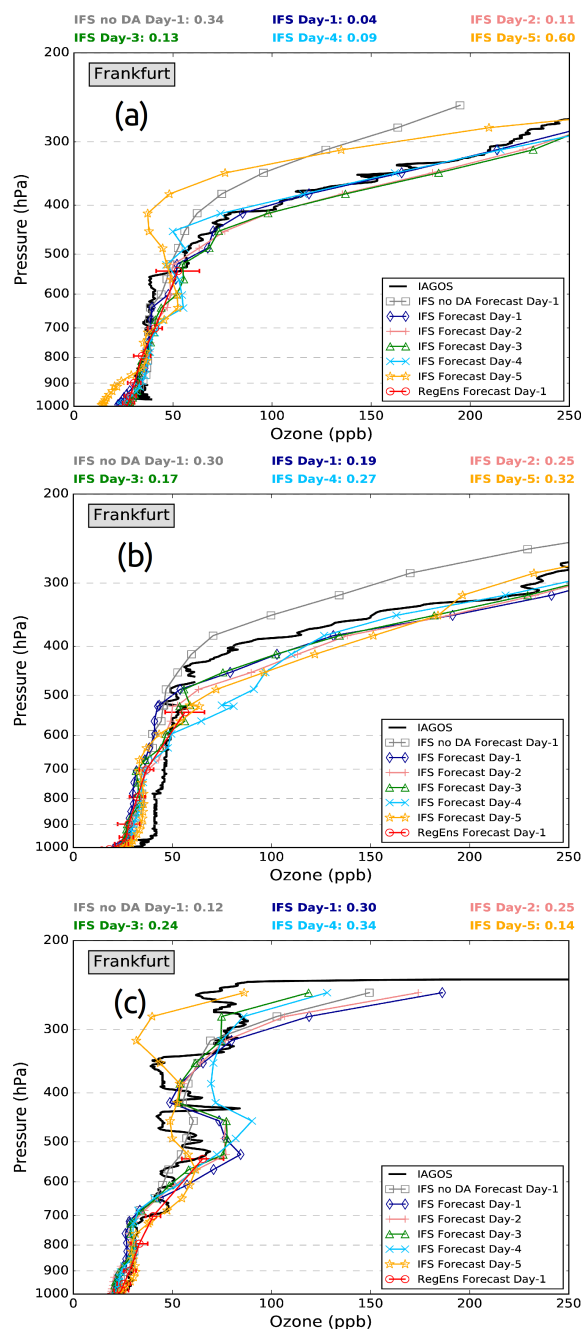 IFS no DA Day-1: 0.34 IFS Day-1: 0.04 IFS Day-2: 0.11
IFS Day-3: 0.13 IFS Day-4: 0.09 IFS Day-5: 0.60
200
Frankfurt
(a)
300
400
500
600
700
800
900
1000
Pressure (hPa)
IAGOS
IFS no DA Forecast Day-1
IFS Forecast Day-1
IFS Forecast Day-2
IFS Forecast Day-3
IFS Forecast Day-4
IFS Forecast Day-5
RegEns Forecast Day-1
0 50 100 150 200 250
Ozone (ppb)
IFS no DA Day-1: 0.30 IFS Day-1: 0.19 IFS Day-2: 0.25
IFS Day-3: 0.17 IFS Day-4: 0.27 IFS Day-5: 0.32
200
Frankfurt
(b)
300
400
500
600
700
800
900
1000
Pressure (hPa)
IAGOS
IFS no DA Forecast Day-1
IFS Forecast Day-1
IFS Forecast Day-2
IFS Forecast Day-3
IFS Forecast Day-4
IFS Forecast Day-5
RegEns Forecast Day-1
0 50 100 150 200 250
Ozone (ppb)
IFS no DA Day-1: 0.12 IFS Day-1: 0.30 IFS Day-2: 0.25
IFS Day-3: 0.24 IFS Day-4: 0.34 IFS Day-5: 0.14
200
Frankfurt
(c)
300
400
500
600
700
800
900
1000
Pressure (hPa)
IAGOS
IFS no DA Forecast Day-1
IFS Forecast Day-1
IFS Forecast Day-2
IFS Forecast Day-3
IFS Forecast Day-4
IFS Forecast Day-5
RegEns Forecast Day-1
0 50 100 150 200 250
Ozone (ppb)